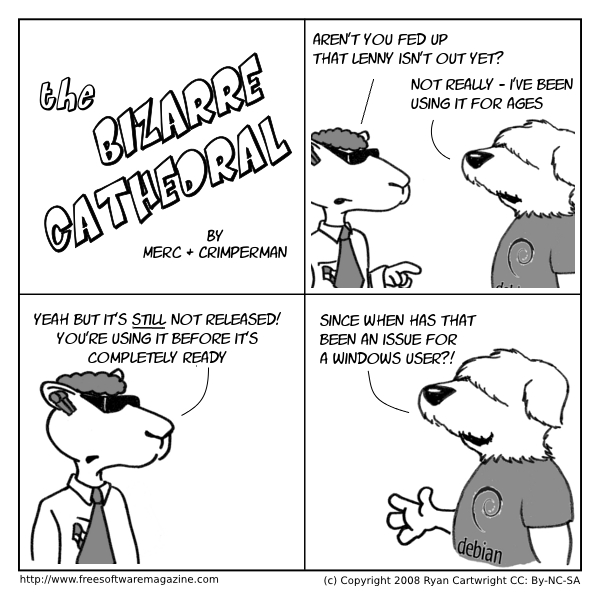 the
BIZARRE
CATHEDRAL
BY
MERC + CRIMPERMAN
AREN'T YOU FED UP
THAT LENNY ISN'T OUT YET?
NOT REALLY - I'VE BEEN
USING IT FOR AGES
debian
YEAH BUT IT'S STILL NOT RELEASED!
YOU'RE USING IT BEFORE IT'S
COMPLETELY READY
SINCE WHEN HAS THAT
BEEN AN ISSUE FOR
A WINDOWS USER?!
debian
http://www.freesoftwaremagazine.com
(c) Copyright 2008 Ryan Cartwright CC: By-NC-SA